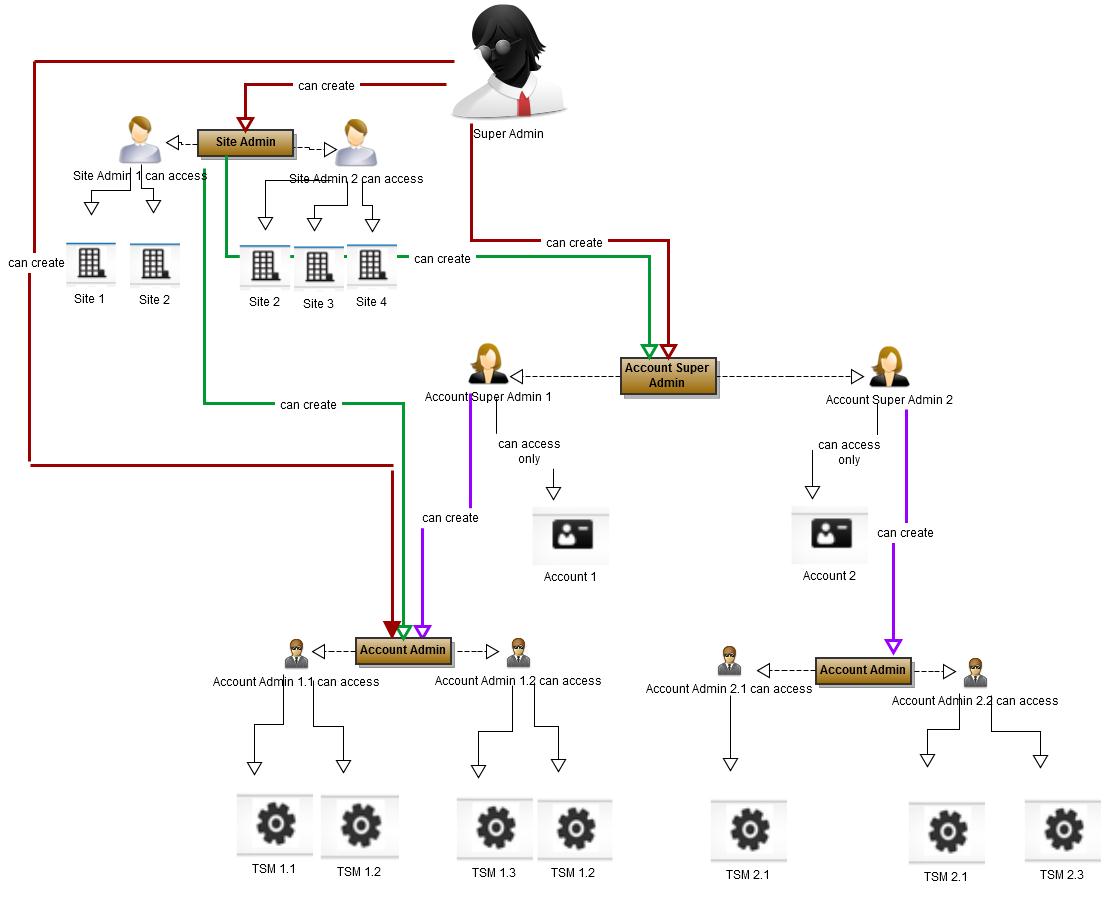 can create
Super Admin
Site Admin
Site Admin 1 can access
Site Admin 2 can access
can create
can create
can create
Site 1
Site 2
Site 2
Site 3
Site 4
Account Super
Admin
Account Super Admin 1
Account Super Admin 2
can create
can access
only
can access
only
can create
can create
Account 1
Account 2
Account Admin
Account Admin
Account Admin 1.1 can access
Account Admin 1.2 can access
Account Admin 2.1 can access
Account Admin 2.2 can access
TSM 1.1
TSM 1.2
TSM 1.3
TSM 1.2
TSM 2.1
TSM 2.1
TSM 2.3